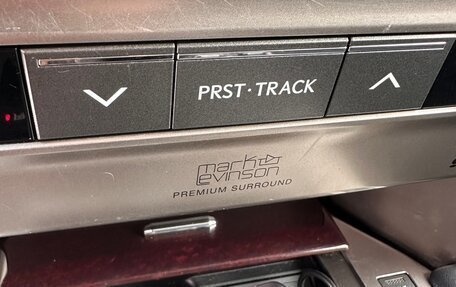 PRST·TRACK
mark
levinson
PREMIUM SURROUND